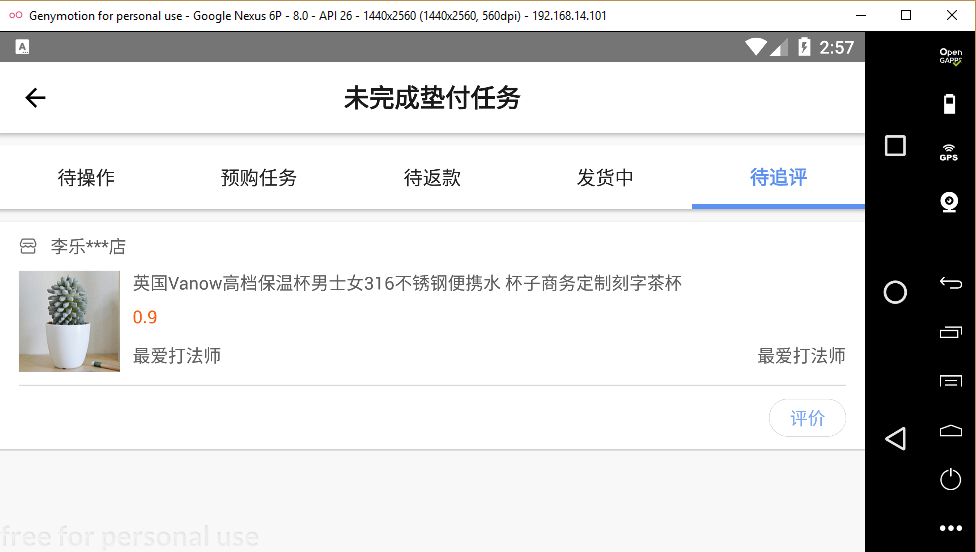 Genymotion for personal use - Google Nexus 6P - 8.0 - API 26 - 1440x2560 (1440x2560, 560dpi) - 192.168.14.101
A
2:57
Open
GAPPS
未完成垫付任务
GPS
待操作 预购任务 待返款 发货中 待追评
李乐***店
英国Vanow高档保温杯男士女316不锈钢便携水 杯子商务定制刻字茶杯
0.9
最爱打法师 最爱打法师
评价
free for personal use